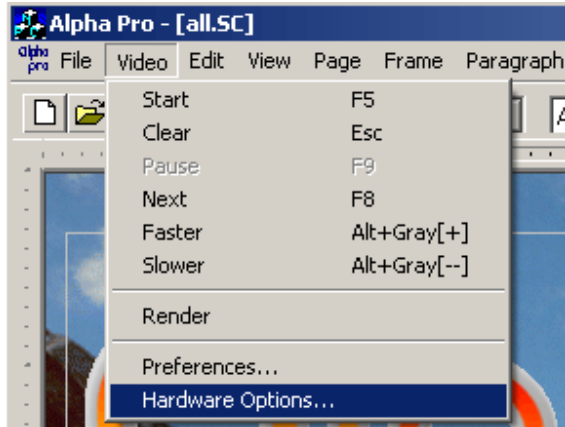 Alpha Pro - [all.SC]
alpha pro File Video Edit View Page Frame Paragraph
Start F5
Clear Esc
Pause F9
Next F8
Faster Alt+Gray[+]
Slower Alt+Gray[--]
Render
Preferences...
Hardware Options...